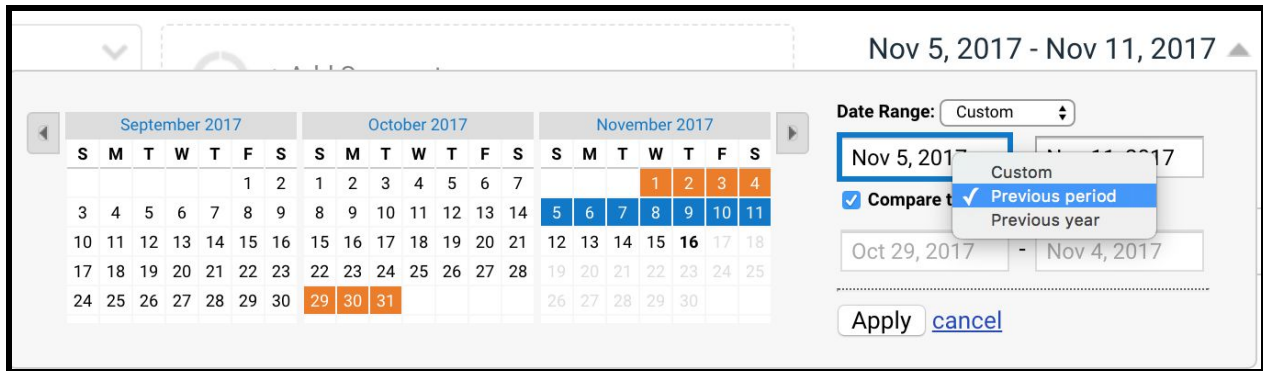 Nov 5, 2017 - Nov 11, 2017
September 2017
S M T W T F S
1 2
3 4 5 6 7 8 9
10 11 12 13 14 15 16
17 18 19 20 21 22 23
24 25 26 27 28 29 30
October 2017
S M T W T F S
1 2 3 4 5 6 7
8 9 10 11 12 13 14
15 16 17 18 19 20 21
22 23 24 25 26 27 28
29 30 31
November 2017
S M T W T F S
1 2 3 4
5 6 7 8 9 10 11
12 13 14 15 16 17 18
19 20 21 22 23 24 25
26 27 28 29 30
Date Range: Custom
Nov 5, 201
17
Compare t
Custom
✓ Previous period
Previous year
Oct 29, 2017 - Nov 4, 2017
Apply cancel